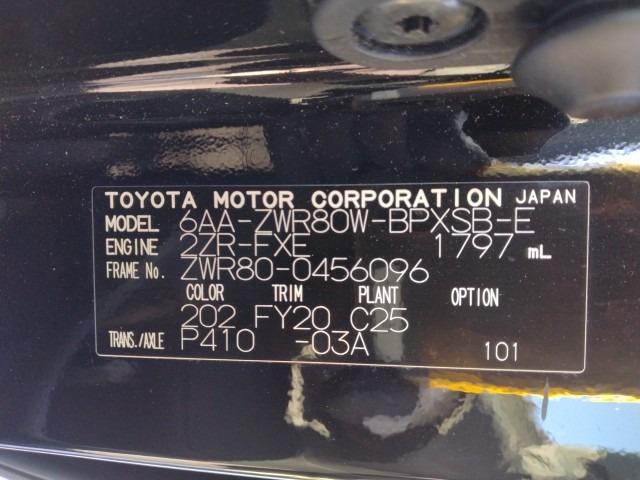 TOYOTA MOTOR CORPORATION JAPAN
MODEL 6AA-ZWR80W-BPXSB-E
ENGINE 2ZR-FXE 1797 mL
FRAME No. ZWR80-0456096
COLOR TRIM PLANT OPTION
202 FY20 C25
TRANS./AXLE P410 -03A 101